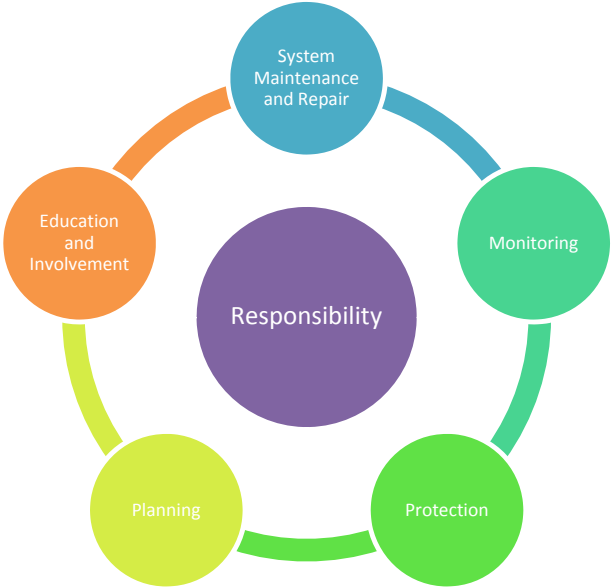 System
Maintenance
and Repair
Education
and
Involvement
Monitoring
Responsibility
Planning
Protection